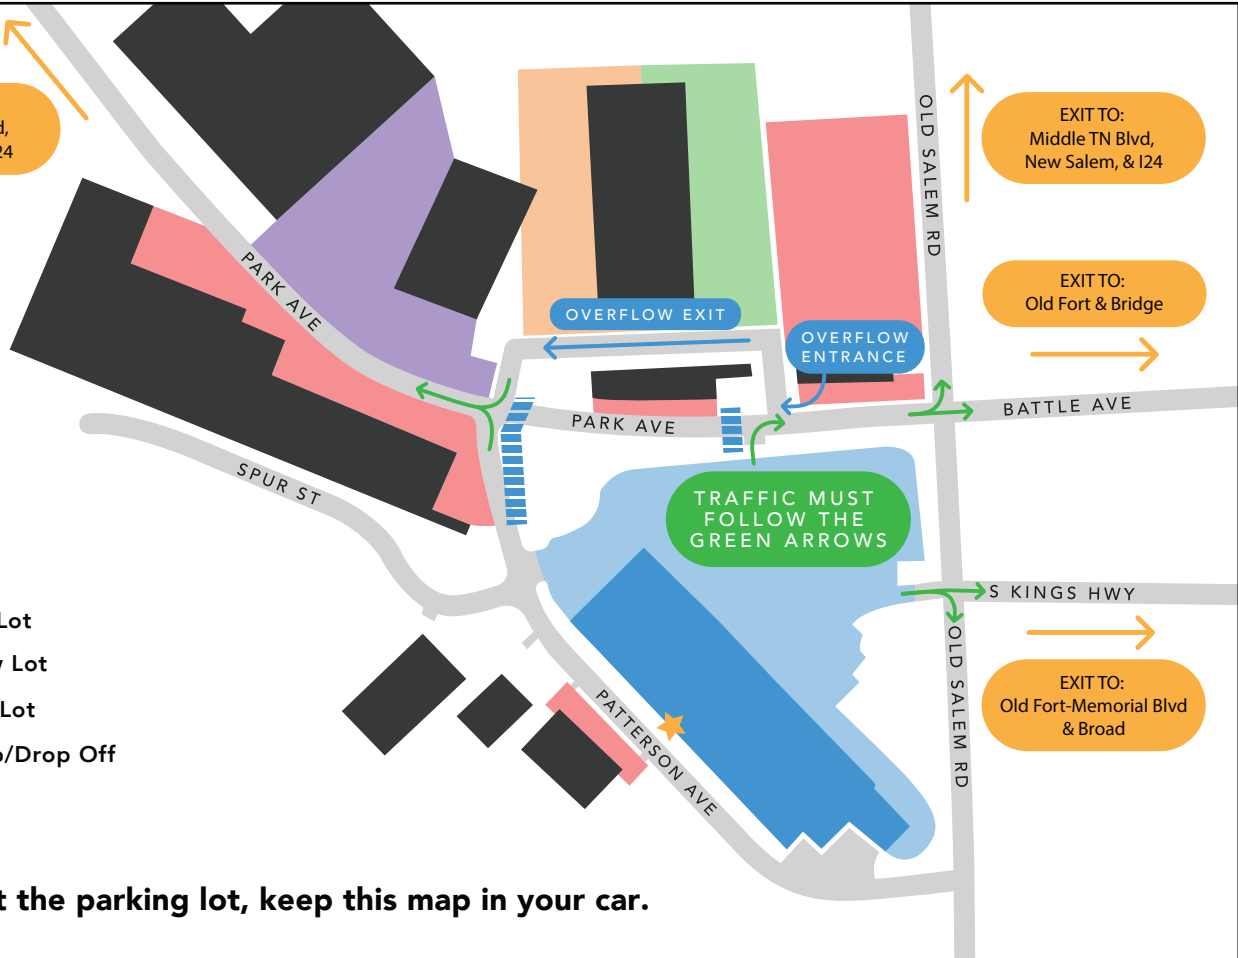 OLD SALEM RD
EXIT TO:
Middle TN Blvd,
New Salem, & I24
24
EXIT TO:
Old Fort & Bridge
PARK AVE
OVERFLOW EXIT
OVERFLOW
ENTRANCE
BATTLE AVE
PARK AVE
SPUR ST
TRAFFIC MUST
FOLLOW THE
GREEN ARROWS
S KINGS HWY
Lot
Lot
Lot
/Drop Off
OLD SALEM RD
EXIT TO:
Old Fort-Memorial Blvd
& Broad
PATTERSON AVE
the parking lot, keep this map in your car.